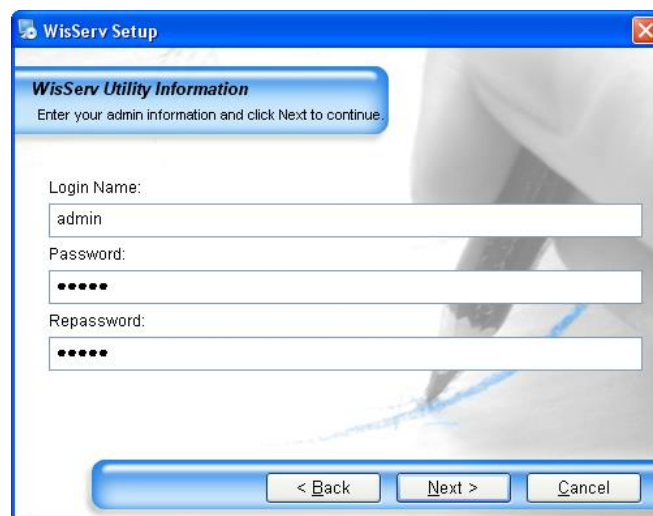 WisServ Setup
WisServ Utility Information
Enter your admin information and click Next to continue.
Login Name:
admin
Password:
●●●●●
Repassword:
●●●●●
< Back Next > Cancel